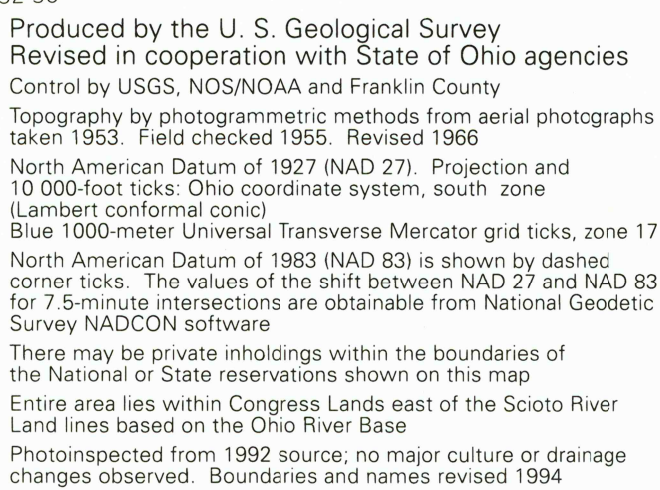 Produced by the U. S. Geological Survey
Revised in cooperation with State of Ohio agencies
Control by USGS, NOS/NOAA and Franklin County
Topography by photogrammetric methods from aerial photographs
taken 1953. Field checked 1955. Revised 1966
North American Datum of 1927 (NAD 27). Projection and
10 000-foot ticks: Ohio coordinate system, south zone
(Lambert conformal conic)
Blue 1000-meter Universal Transverse Mercator grid ticks, zone 17
North American Datum of 1983 (NAD 83) is shown by dashed
corner ticks. The values of the shift between NAD 27 and NAD 83
for 7.5-minute intersections are obtainable from National Geodetic
Survey NADCON software
There may be private inholdings within the boundaries of
the National or State reservations shown on this map
Entire area lies within Congress Lands east of the Scioto River
Land lines based on the Ohio River Base
Photoinspected from 1992 source; no major culture or drainage
changes observed. Boundaries and names revised 1994